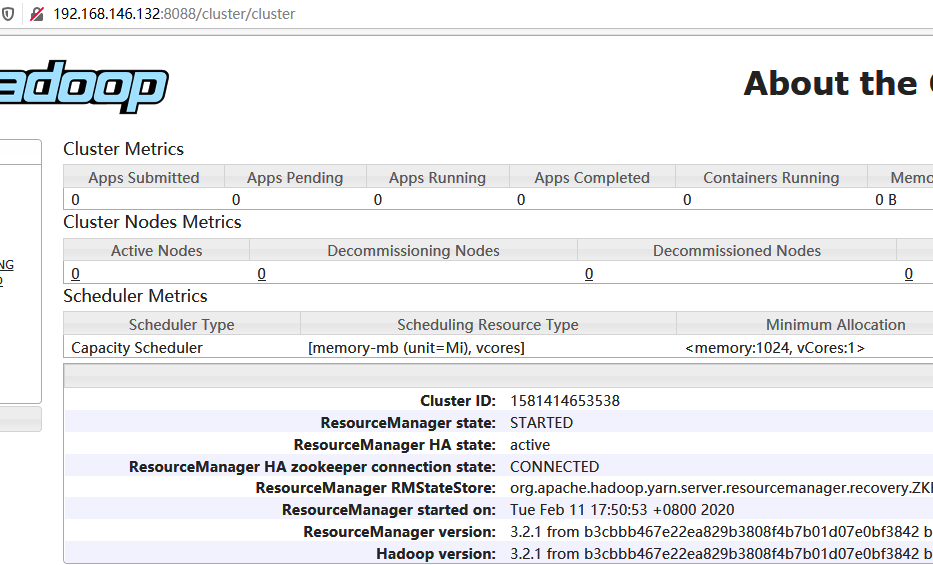 192.168.146.132:8088/cluster/cluster
adoop
About the
Cluster Metrics
Apps Submitted Apps Pending Apps Running Apps Completed Containers Running Memo
0 0 0 0 0 0 B
Cluster Nodes Metrics
Active Nodes Decommissioning Nodes Decommissioned Nodes
0 0 0 0
NG
Scheduler Metrics
Scheduler Type Scheduling Resource Type Minimum Allocation
Capacity Scheduler [memory-mb (unit=Mi), vcores] <memory:1024, vCores:1>
Cluster ID: 1581414653538
ResourceManager state: STARTED
ResourceManager HA state: active
ResourceManager HA zookeeper connection state: CONNECTED
ResourceManager RMStateStore: org.apache.hadoop.yarn.server.resourcemanager.recovery.ZK
ResourceManager started on: Tue Feb 11 17:50:53 +0800 2020
ResourceManager version: 3.2.1 from b3cbbb467e22ea829b3808f4b7b01d07e0bf3842 b
Hadoop version: 3.2.1 from b3cbbb467e22ea829b3808f4b7b01d07e0bf3842 b